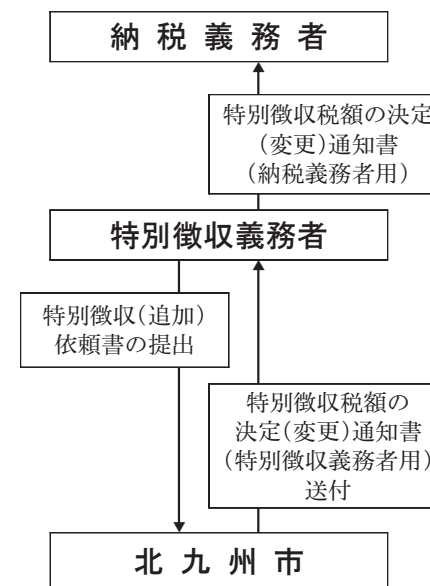 納税義務者
特別徴収税額の決定
(変更)通知書
(納税義務者用)
特別徴収義務者
特別徴収(追加)
依頼書の提出
特別徴収税額の
決定(変更)通知書
(特別徴収義務者用)
送付
北九州市